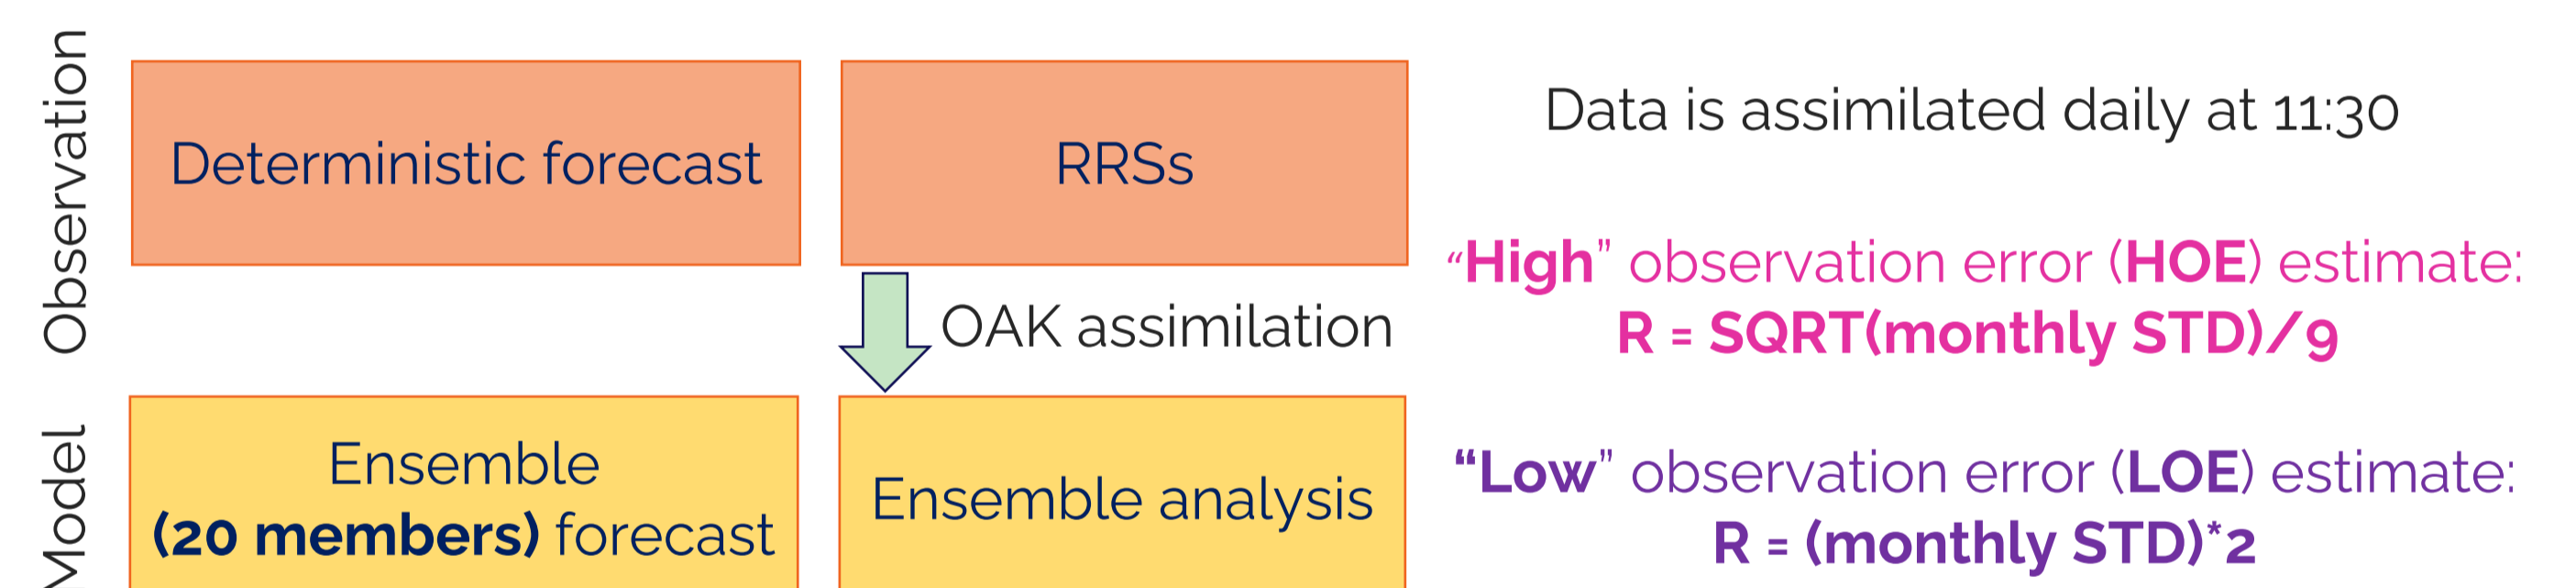 Observation
Deterministic forecast
RRSs
Data is assimilated daily at 11:30
“High” observation error (HOE) estimate:
R = SQRT(monthly STD)/9
OAK assimilation
Model
Ensemble
(20 members) forecast
Ensemble analysis
“Low” observation error (LOE) estimate:
R = (monthly STD)*2